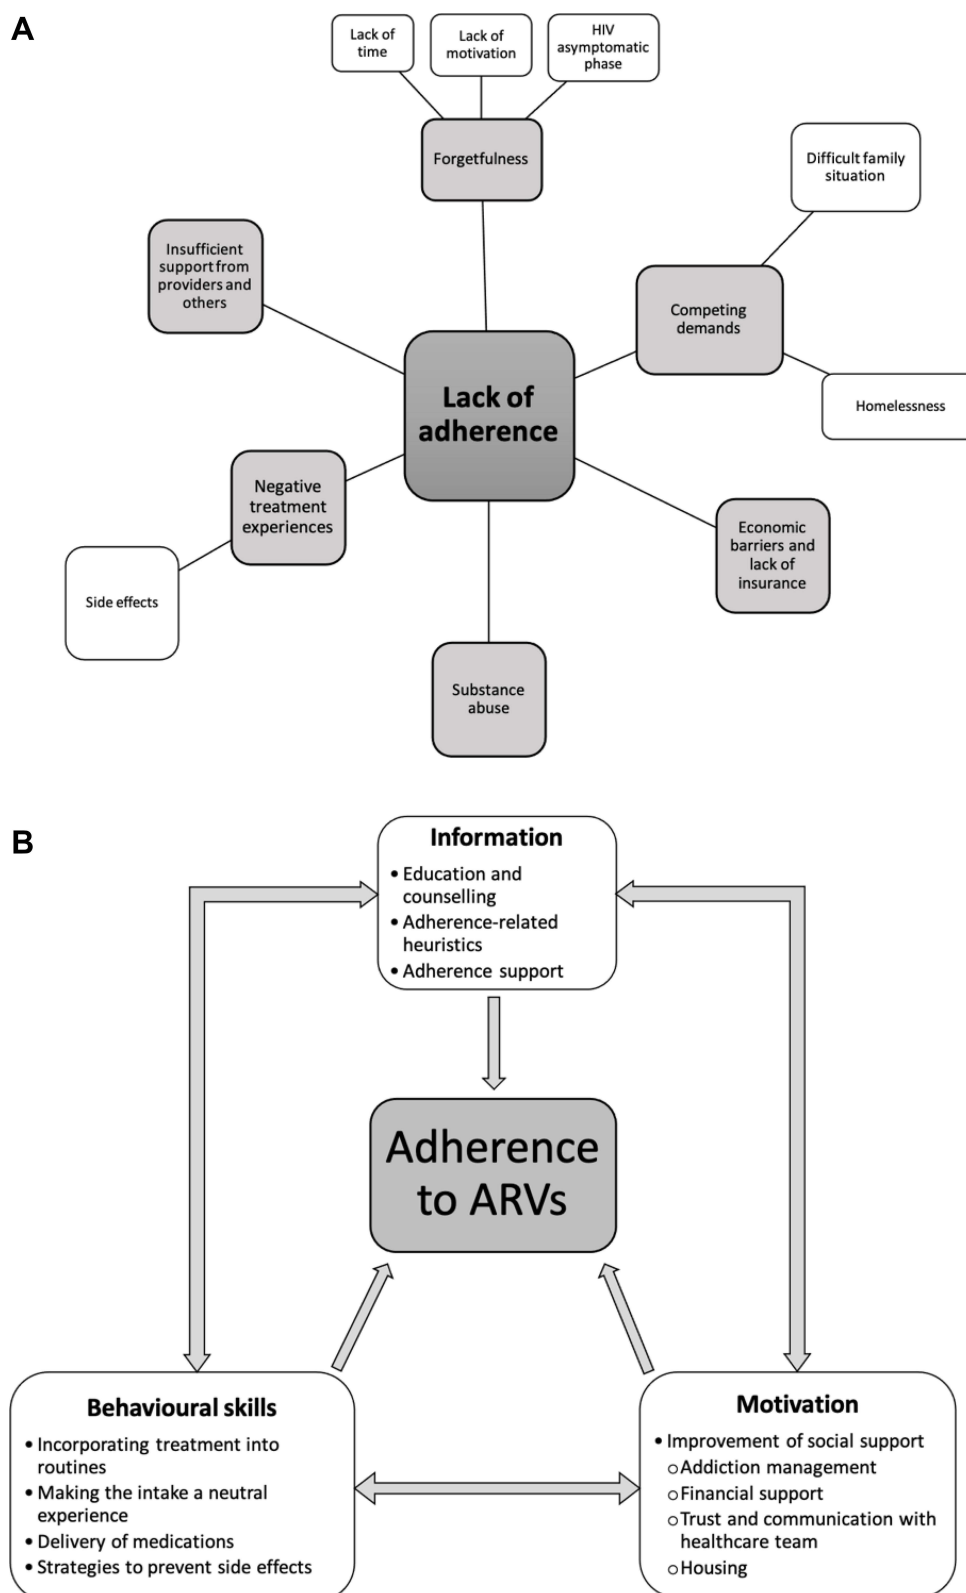 A
Lack of
time
Lack of
motivation
HIV
asymptomatic
phase
Forgetfulness
Difficult family
situation
Insufficient
support from
providers and
others
Competing
demands
Homelessness
Lack of
adherence
Negative
treatment
experiences
Side effects
Economic
barriers and
lack of
insurance
Substance
abuse
B
Information
• Education and
counselling
• Adherence-related
heuristics
• Adherence support
Adherence
to ARVs
Behavioural skills
• Incorporating treatment into
routines
• Making the intake a neutral
experience
• Delivery of medications
• Strategies to prevent side effects
Motivation
• Improvement of social support
o Addiction management
o Financial support
o Trust and communication with
healthcare team
o Housing